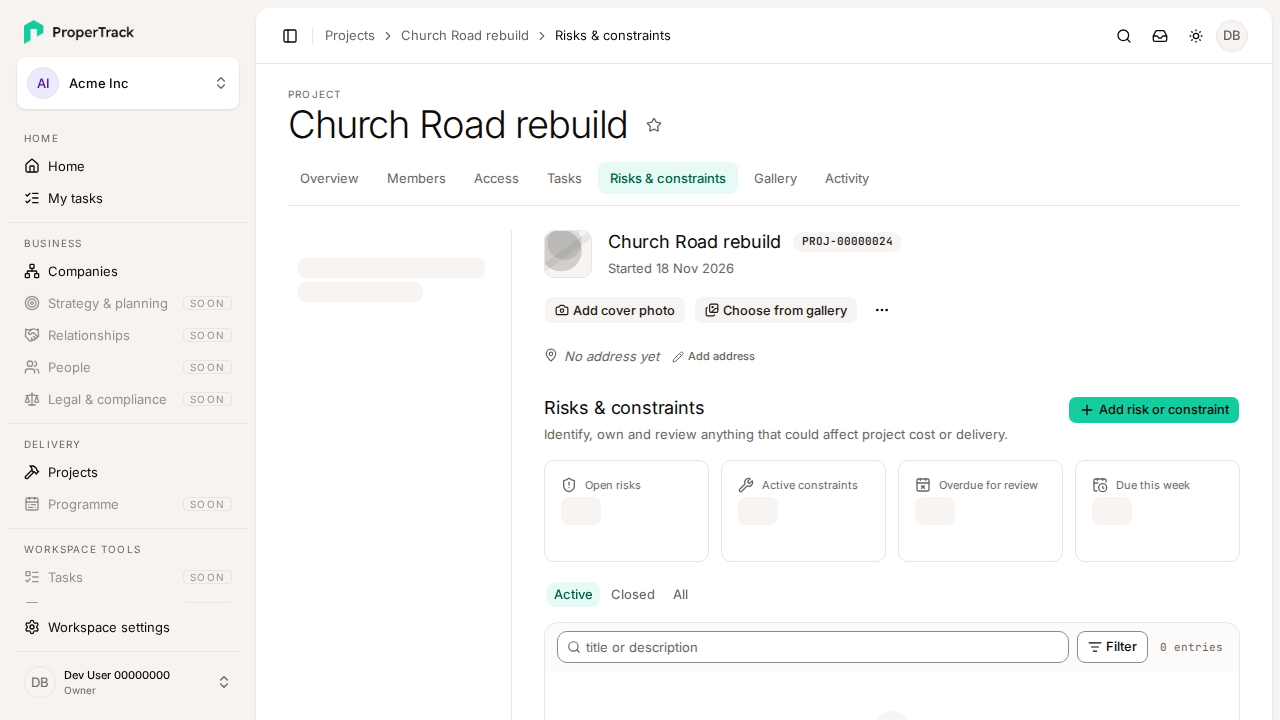 ProperTrack
AI
Acme Inc
HOME
Home
My tasks
BUSINESS
Companies
Strategy & planning
SOON
Relationships
SOON
People
SOON
Legal & compliance
SOON
DELIVERY
Projects
Programme
SOON
WORKSPACE TOOLS
Tasks
SOON
Workspace settings
DB
Dev User 00000000
Owner
Projects
Church Road rebuild
Risks & constraints
DB
PROJECT
Church Road rebuild
Overview
Members
Access
Tasks
Risks & constraints
Gallery
Activity
Church Road rebuild
PROJ-00000024
Started 18 Nov 2026
Add cover photo
Choose from gallery
No address yet
Add address
Risks & constraints
Add risk or constraint
Identify, own and review anything that could affect project cost or delivery.
Open risks
Active constraints
Overdue for review
Due this week
Active
Closed
All
title or description
Filter
0 entries